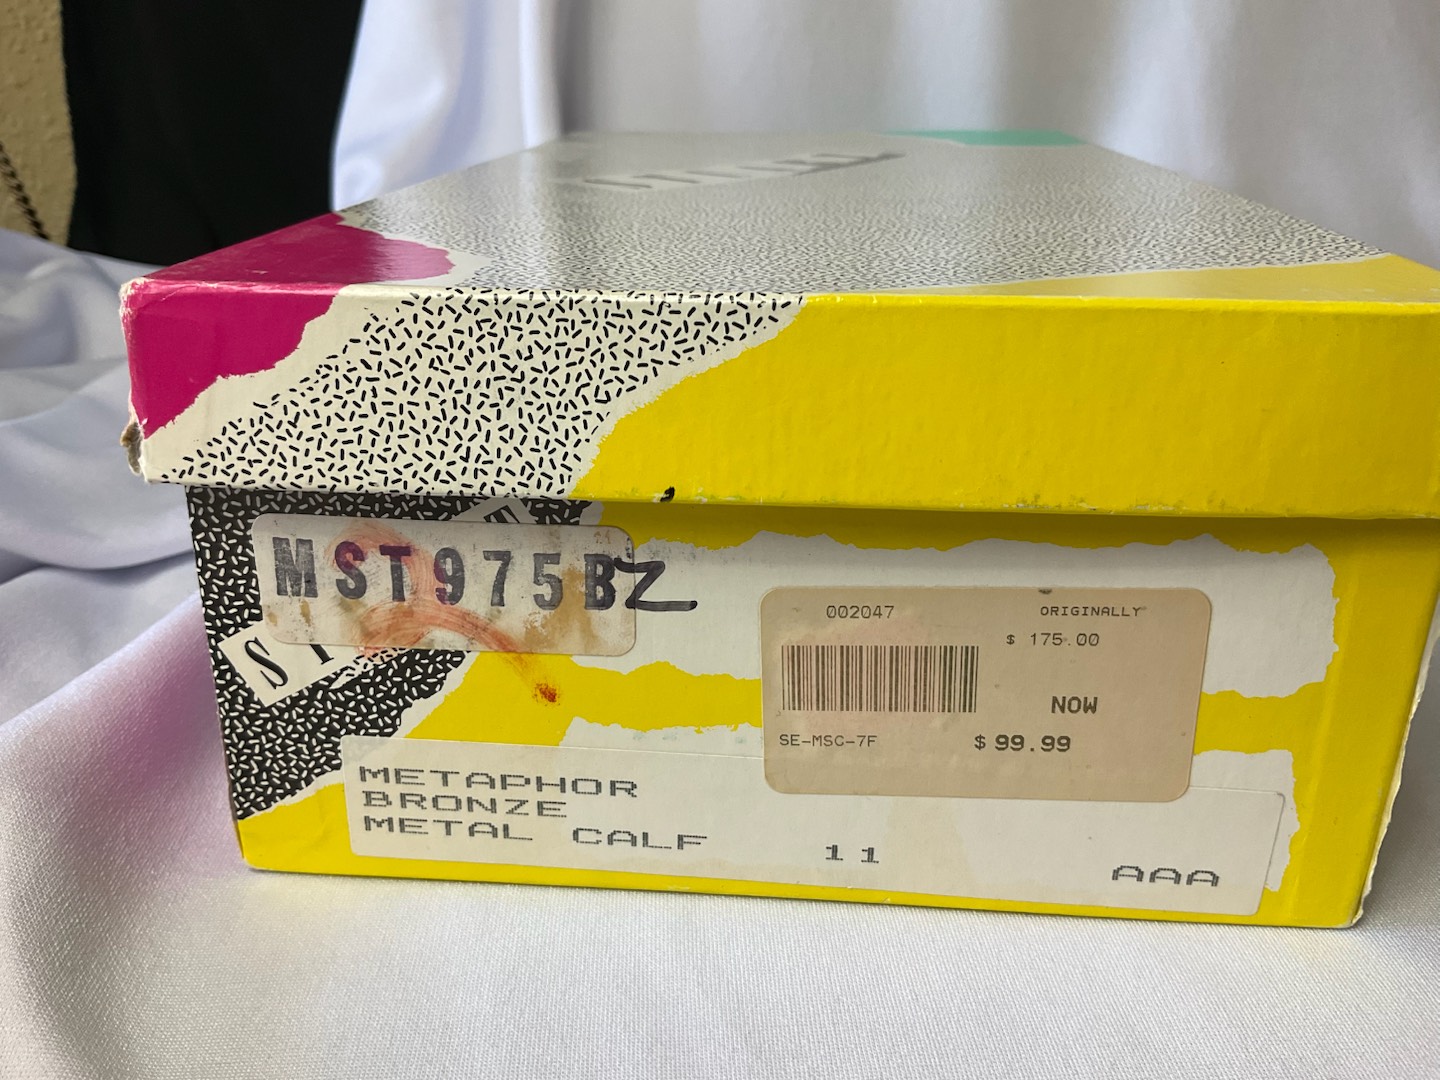 MST975BZ
002047
ORIGINALLY
$ 175.00
NOW
SE-MSC-7F
$ 99.99
METAPHOR
BRONZE
METAL CALF 11 AAA